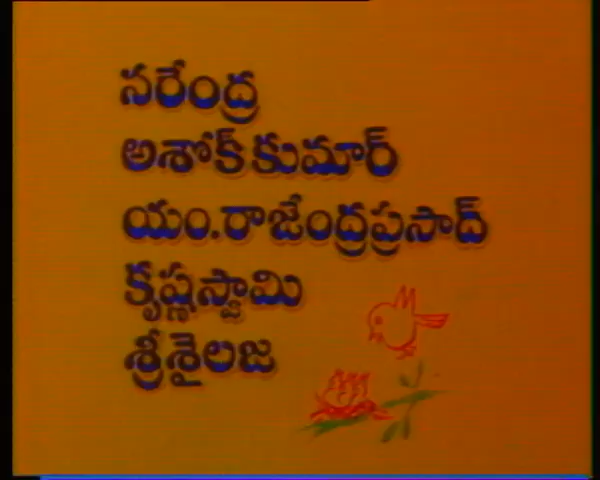 నరేంద్ర
అశోక్ కుమార్
యం.రాజేంద్రప్రసాద్
కృష్ణస్వామి
శ్రీశైలజ